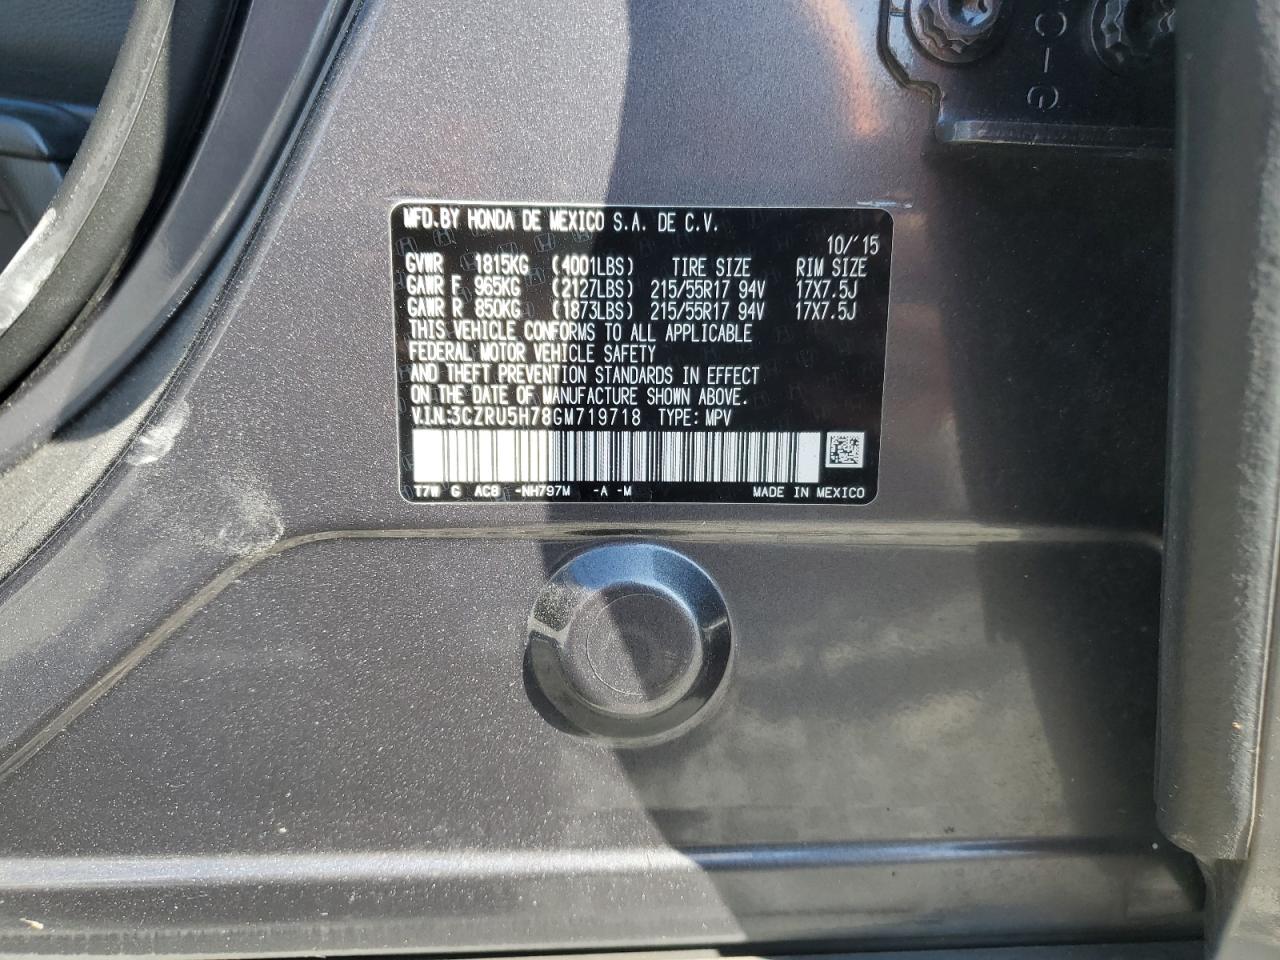 MFD.BY HONDA DE MEXICO S.A. DE C.V.
10/'15
GVWR 1815KG (4001LBS) TIRE SIZE RIM SIZE
GAWR F 965KG (2127LBS) 215/55R17 94V 17X7.5J
GAWR R 850KG (1873LBS) 215/55R17 94V 17X7.5J
THIS VEHICLE CONFORMS TO ALL APPLICABLE
FEDERAL MOTOR VEHICLE SAFETY
AND THEFT PREVENTION STANDARDS IN EFFECT
ON THE DATE OF MANUFACTURE SHOWN ABOVE.
V.I.N:3CZRU5H78GM719718 TYPE: MPV
T7W G AC8 -NH797M -A -M MADE IN MEXICO